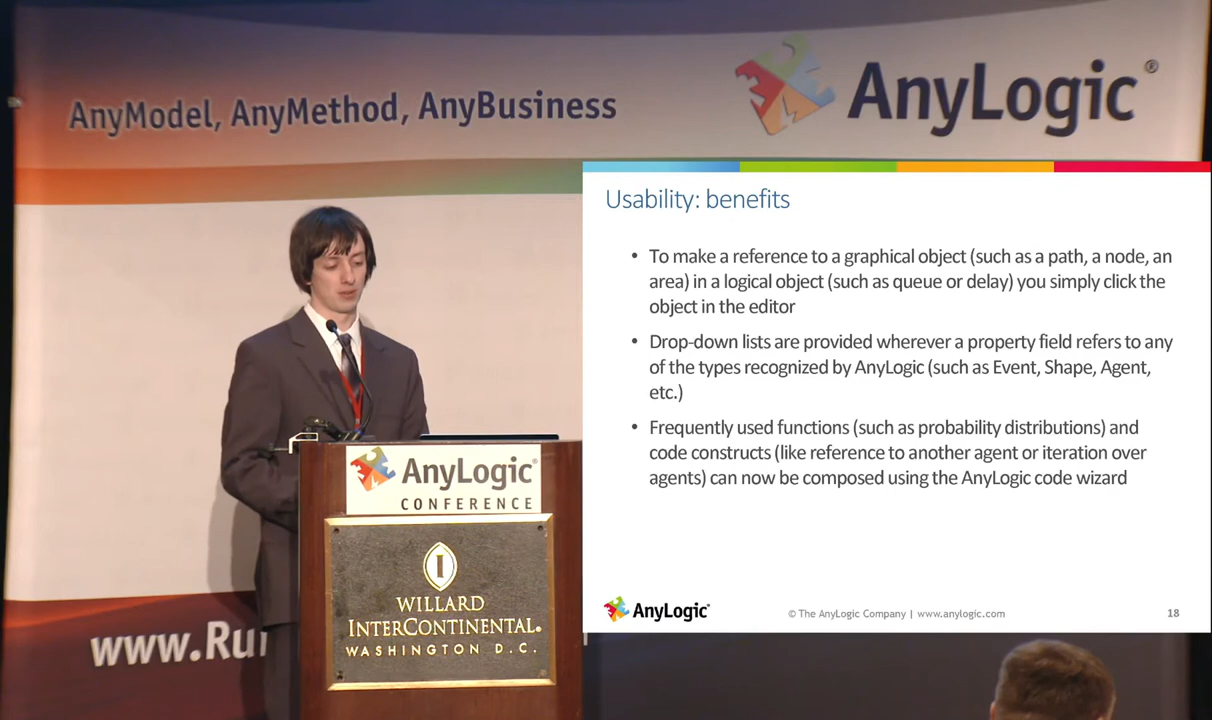 AnyModel, AnyMethod, AnyBusiness
AnyLogic®
Usability: benefits
• To make a reference to a graphical object (such as a path, a node, an
area) in a logical object (such as queue or delay) you simply click the
object in the editor
• Drop-down lists are provided wherever a property field refers to any
of the types recognized by AnyLogic (such as Event, Shape, Agent,
etc.)
• Frequently used functions (such as probability distributions) and
code constructs (like reference to another agent or iteration over
agents) can now be composed using the AnyLogic code wizard
AnyLogic®
© The AnyLogic Company | www.anylogic.com
18
AnyLogic®
CONFERENCE
I
WILLARD
INTERCONTINENTAL®
WASHINGTON D.C.
www.Ru